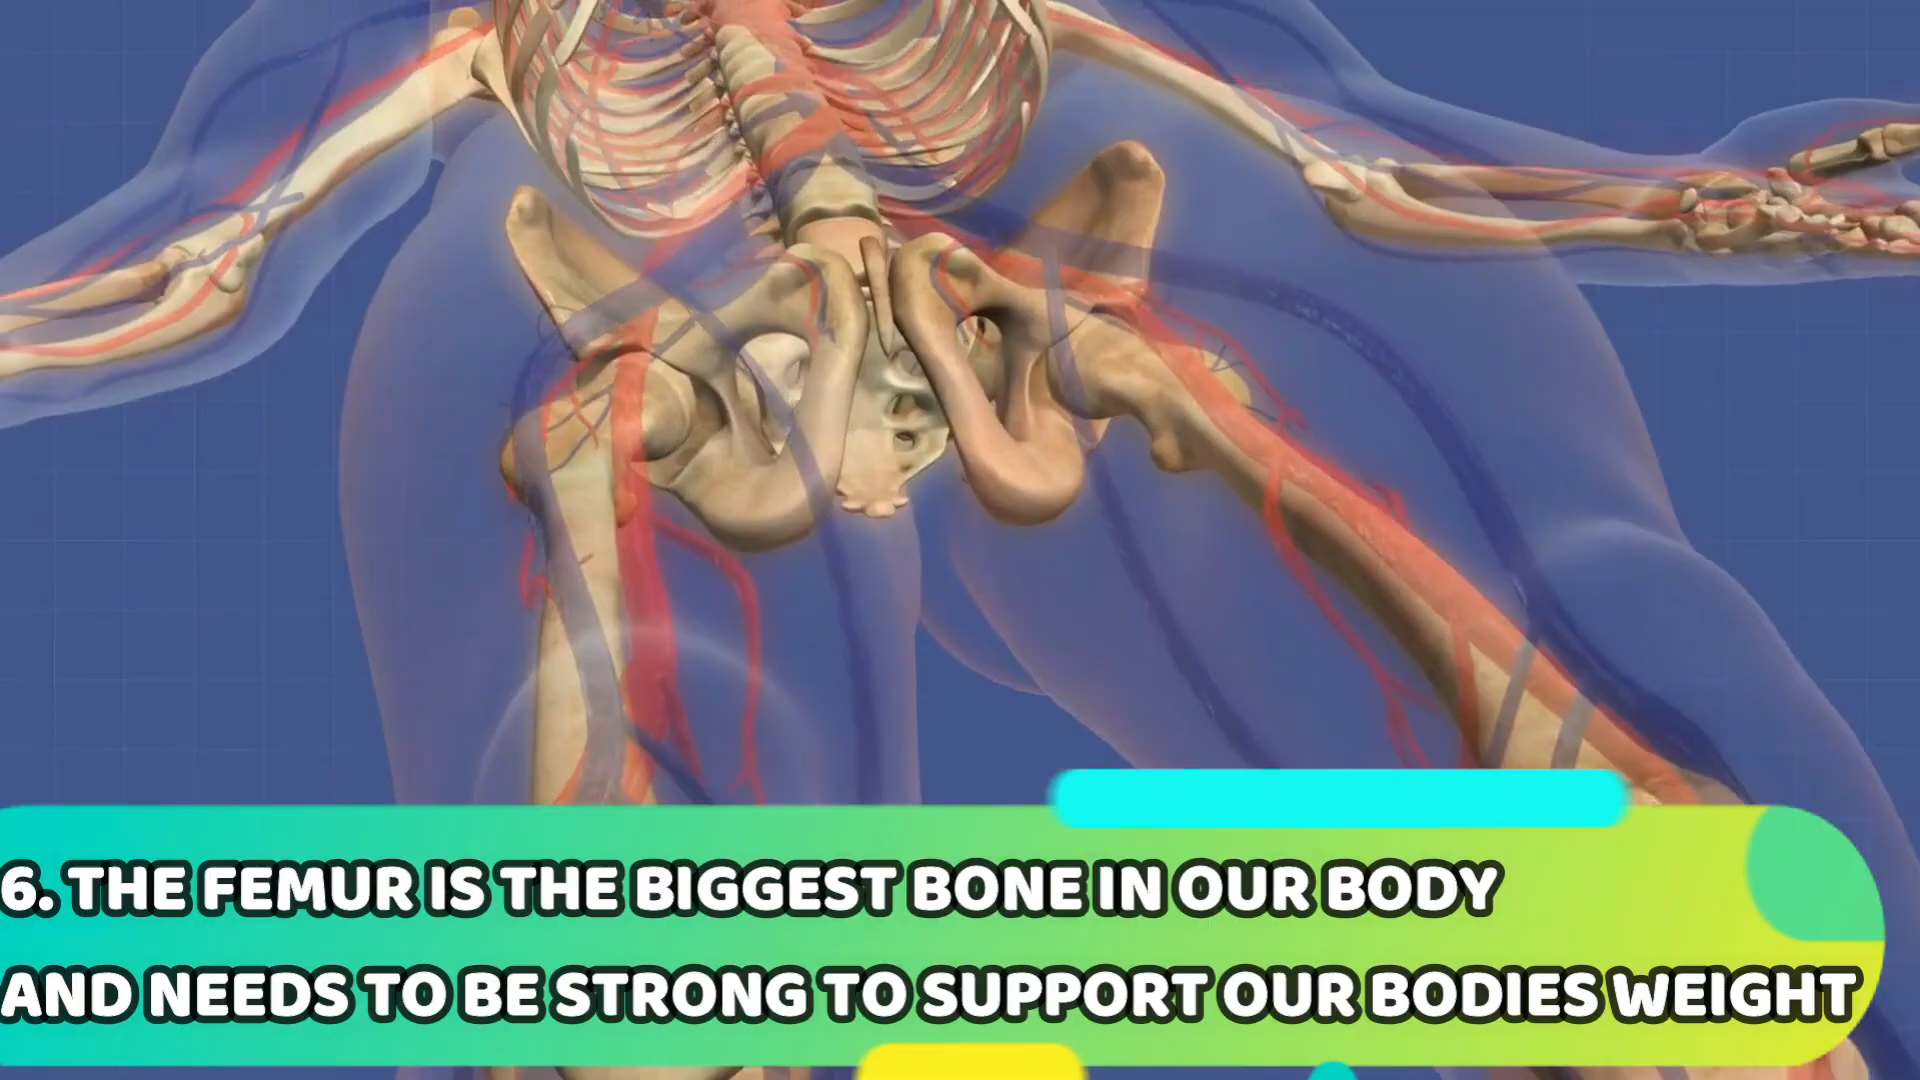 6. THE FEMUR IS THE BIGGEST BONE IN OUR BODY
AND NEEDS TO BE STRONG TO SUPPORT OUR BODIES WEIGHT